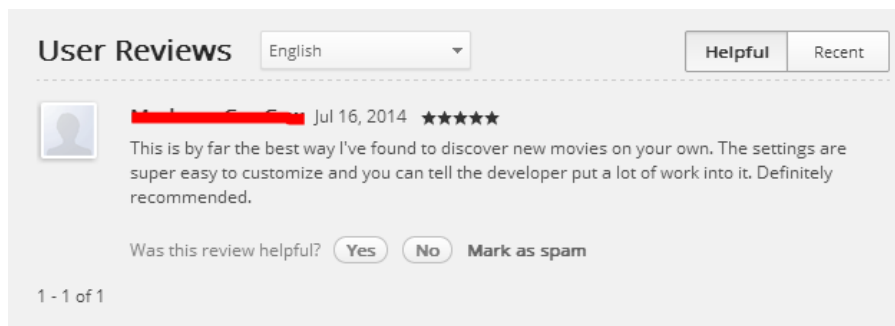 User Reviews English Helpful Recent
Jul 16, 2014 ★★★★★
This is by far the best way I've found to discover new movies on your own. The settings are
super easy to customize and you can tell the developer put a lot of work into it. Definitely
recommended.
Was this review helpful? Yes No Mark as spam
1 - 1 of 1